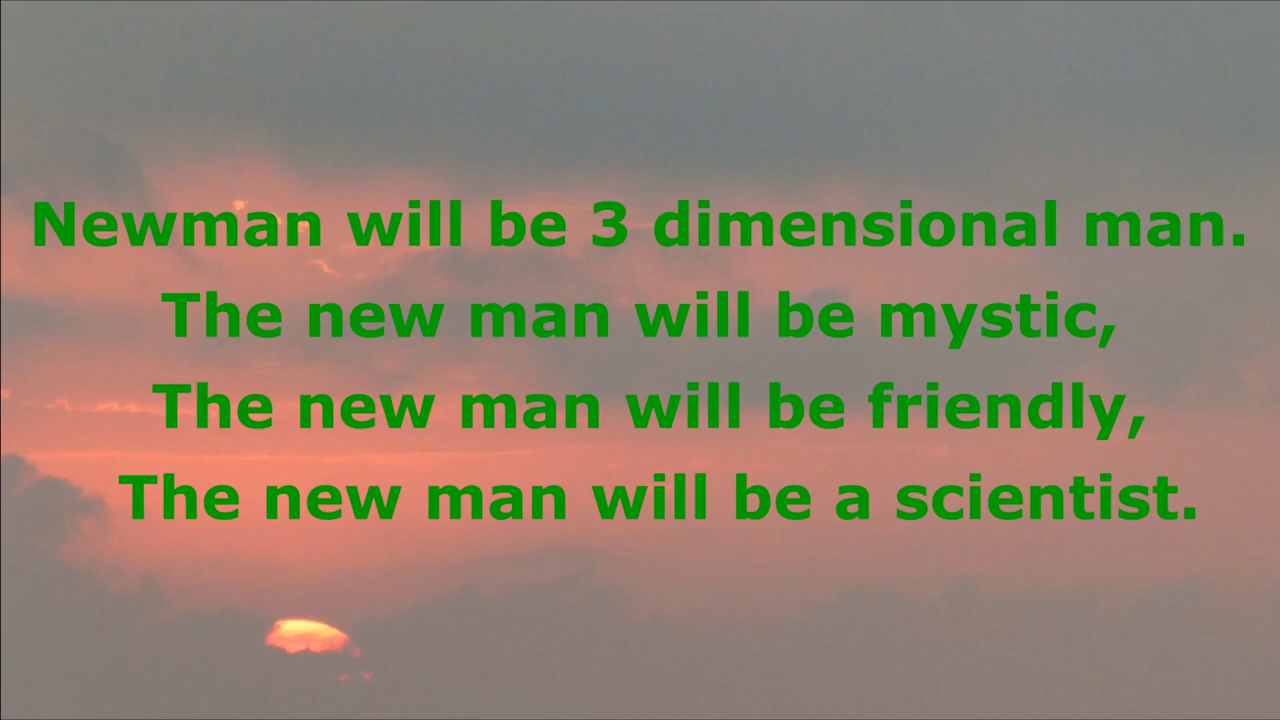 Newman will be 3 dimensional man.
The new man will be mystic,
The new man will be friendly,
The new man will be a scientist.